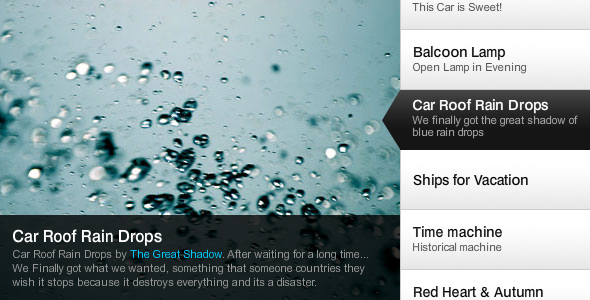 This Car is Sweet!
Balcoon Lamp
Open Lamp in Evening
Car Roof Rain Drops
We finally got the great shadow of
blue rain drops
Ships for Vacation
Time machine
Historical machine
Red Heart & Autumn
Car Roof Rain Drops
Car Roof Rain Drops by The Great Shadow. After waiting for a long time...
We Finally got what we wanted, something that someone countries they
wish it stops because it destroys everything and its a disaster.